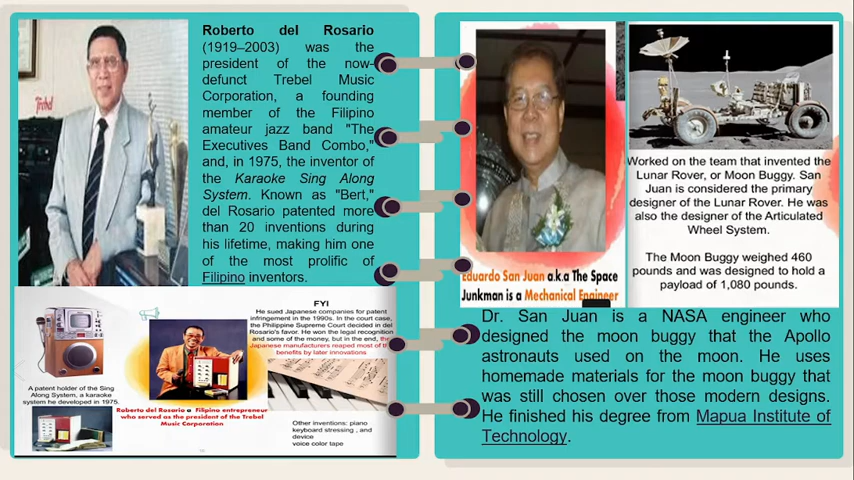 Roberto del Rosario
(1919–2003) was the
president of the now-
defunct Trebel Music
Corporation, a founding
member of the Filipino
amateur jazz band "The
Executives Band Combo,"
and, in 1975, the inventor of
the Karaoke Sing Along
System. Known as "Bert,"
del Rosario patented more
than 20 inventions during
his lifetime, making him one
of the most prolific of
Filipino inventors.
FYI
He sued Japanese companies for patent
infringement in the 1990s. In the court case,
the Philippine Supreme Court decided in del
Rosario's favor. He won the legal recognition
and some of the money, but in the end, the
Japanese manufacturers reaped most of the
benefits by later innovations
A patent holder of the Sing
Along System, a karaoke
system he developed in 1975.
Roberto del Rosario a Filipino entrepreneur
who served as the president of the Trebel
Music Corporation
Other inventions: piano
keyboard stressing , and
device
voice color tape
Worked on the team that invented the
Lunar Rover, or Moon Buggy. San
Juan is considered the primary
designer of the Lunar Rover. He was
also the designer of the Articulated
Wheel System.
The Moon Buggy weighed 460
pounds and was designed to hold a
payload of 1,080 pounds.
Eduardo San Juan a.k.a The Space
Junkman is a Mechanical Engineer
Dr. San Juan is a NASA engineer who
designed the moon buggy that the Apollo
astronauts used on the moon. He uses
homemade materials for the moon buggy that
was still chosen over those modern designs.
He finished his degree from Mapua Institute of
Technology.